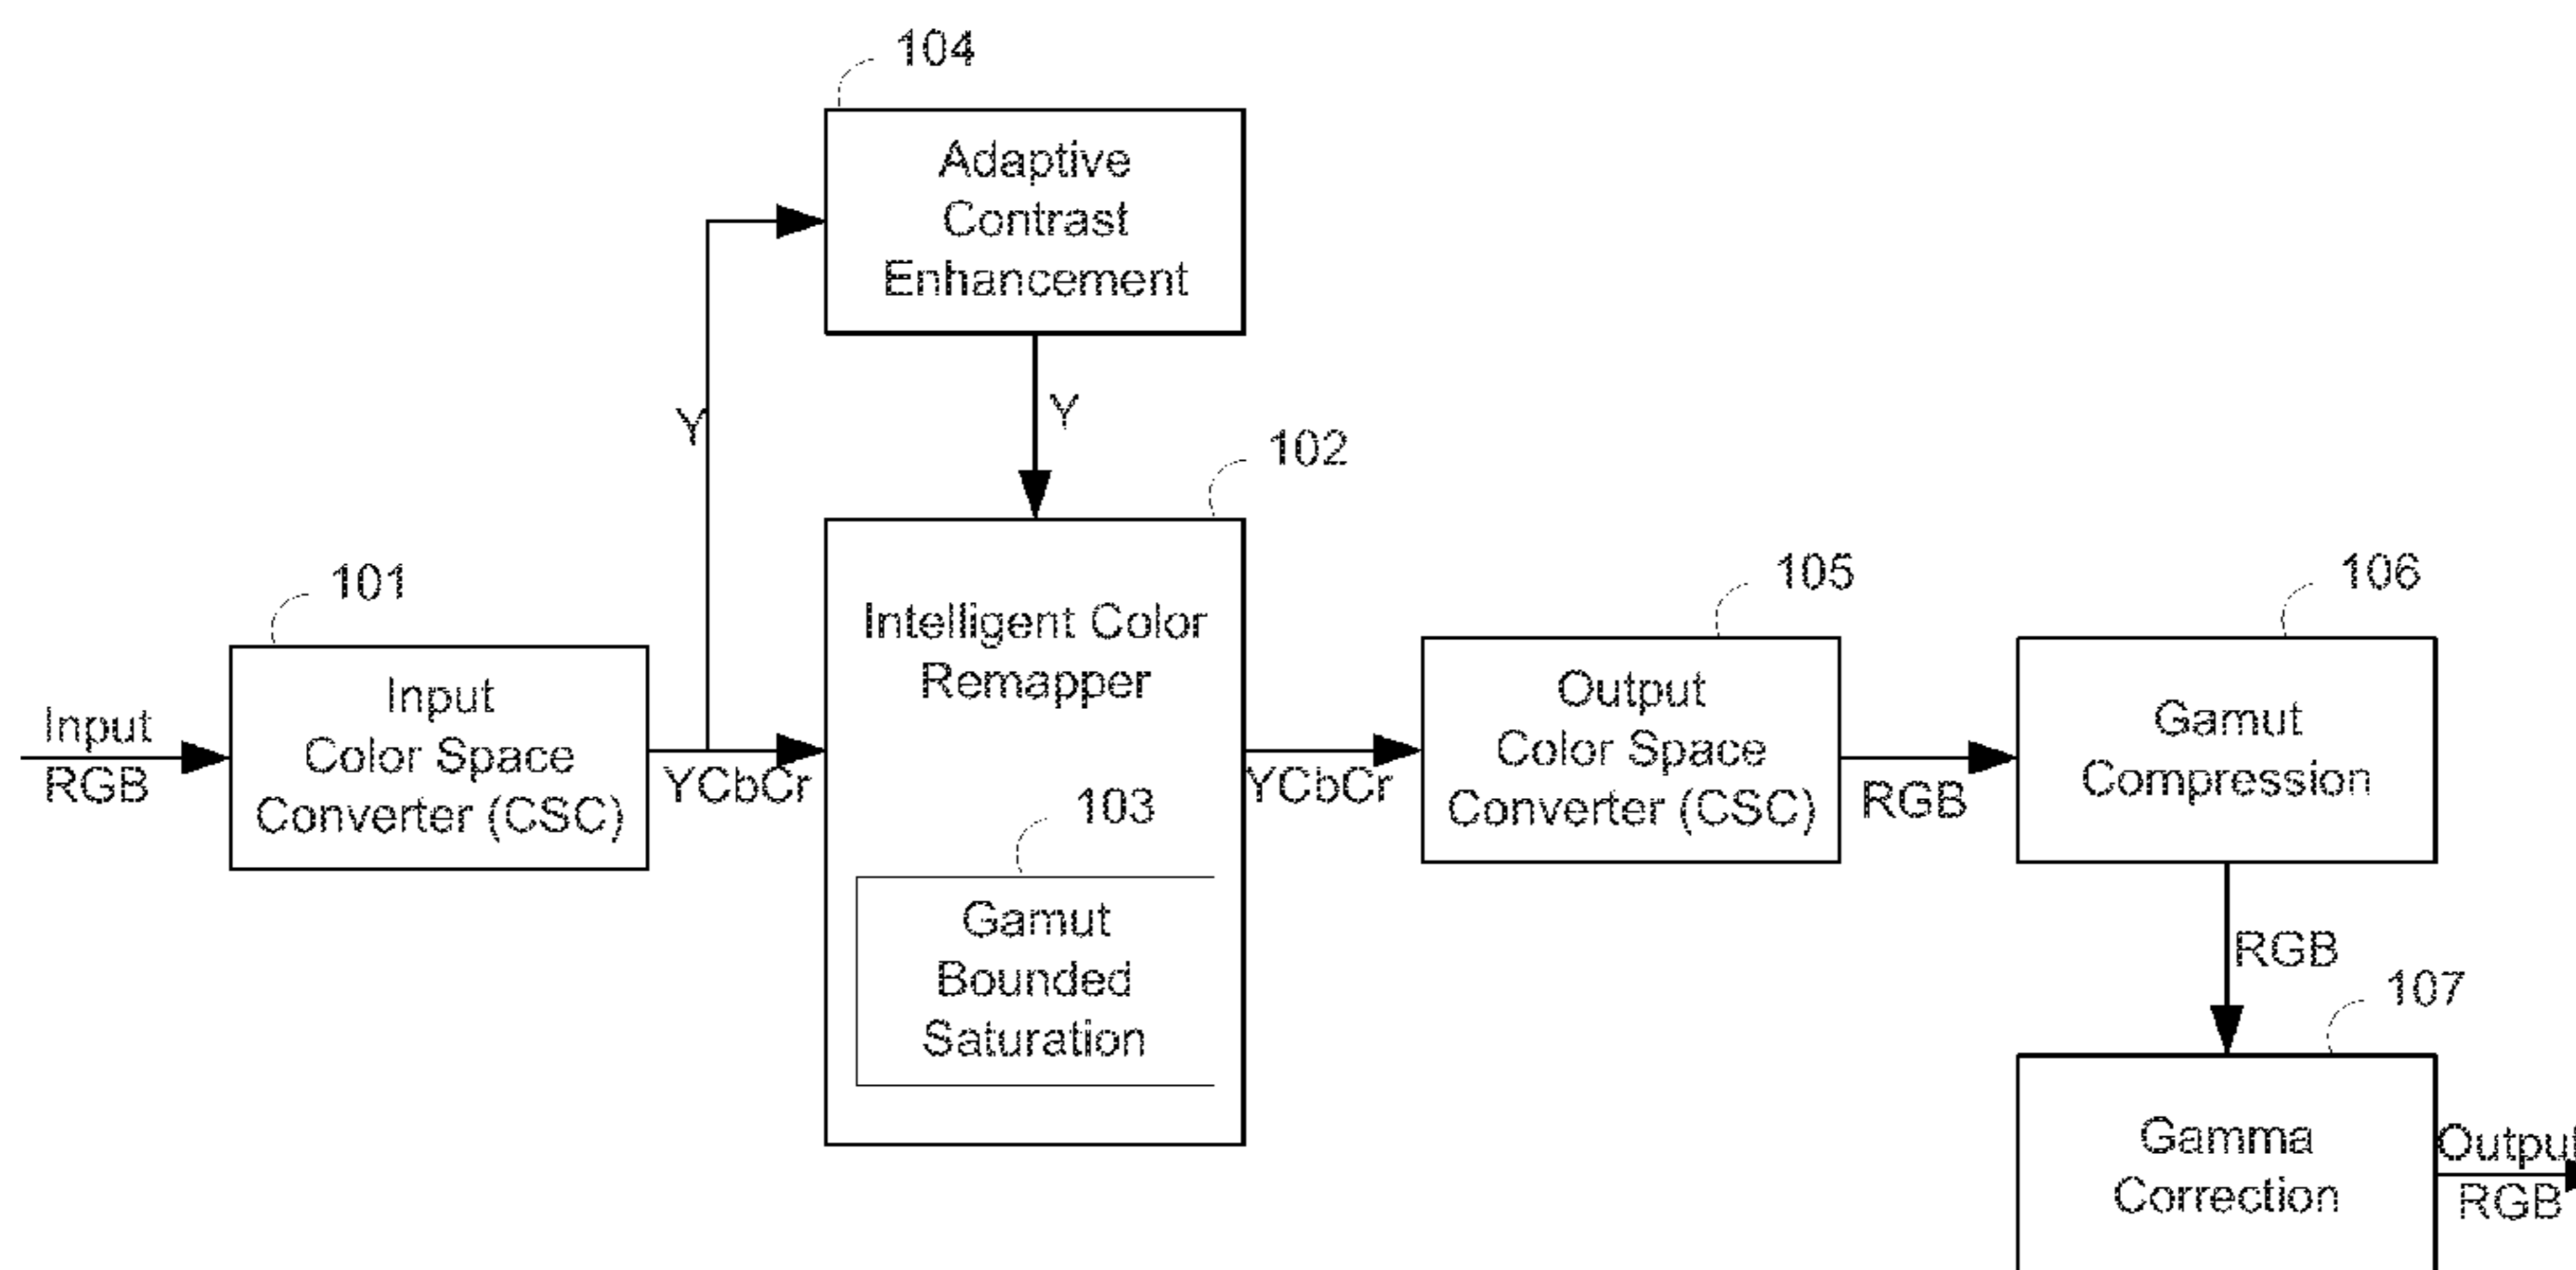 104
Adaptive
Contrast
Enhancement
Y
Y
102
101
Input
RGB
Input
Color Space
Converter (CSC)
YCbCr
Intelligent Color
Remapper
103
Gamut
Bounded
Saturation
YCbCr
105
Output
Color Space
Converter (CSC)
RGB
106
Gamut
Compression
RGB
107
Gamma
Correction
Output
RGB